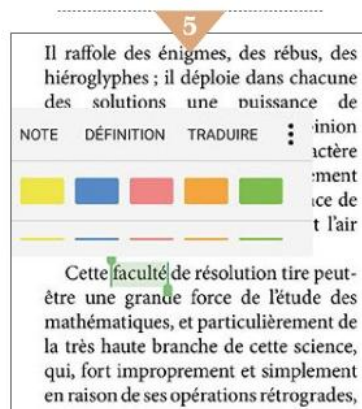 5
Il raffole des énigmes, des rébus, des
hiéroglyphes ; il déploie dans chacune
des solutions une puissance de
NOTE DÉFINITION TRADUIRE
t l'air
Cette faculté de résolution tire peut-
être une grande force de l'étude des
mathématiques, et particulièrement de
la très haute branche de cette science,
qui, fort improprement et simplement
en raison de ses opérations rétrogrades,